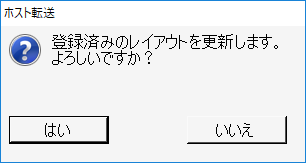 ホスト転送
登録済みのレイアウトを更新します。
よろしいですか？
はい
いいえ